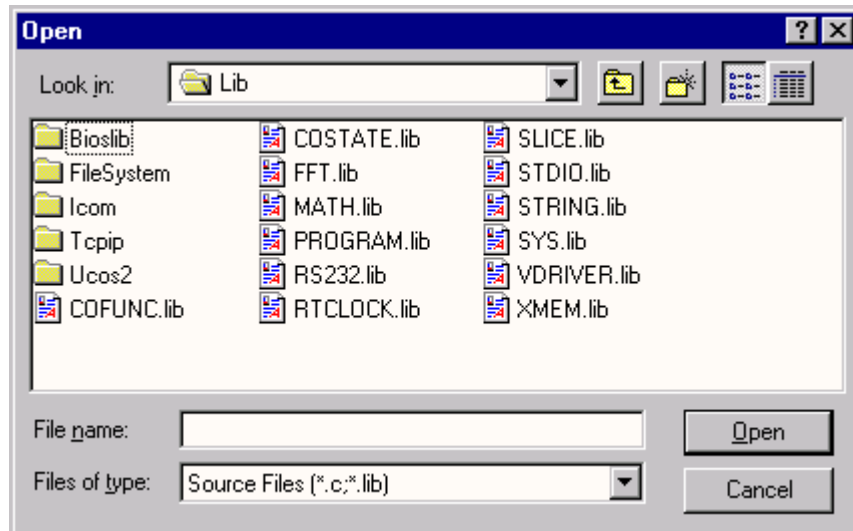 Open
Look in: Lib
Bioslib
FileSystem
Icom
Tcpip
Ucos2
COFUNC.lib
COSTATE.lib
FFT.lib
MATH.lib
PROGRAM.lib
RS232.lib
RTCLOCK.lib
SLICE.lib
STDIO.lib
STRING.lib
SYS.lib
VDRIVER.lib
XMEM.lib
File name:
Open
Files of type: Source Files (*.c;*.lib)
Cancel